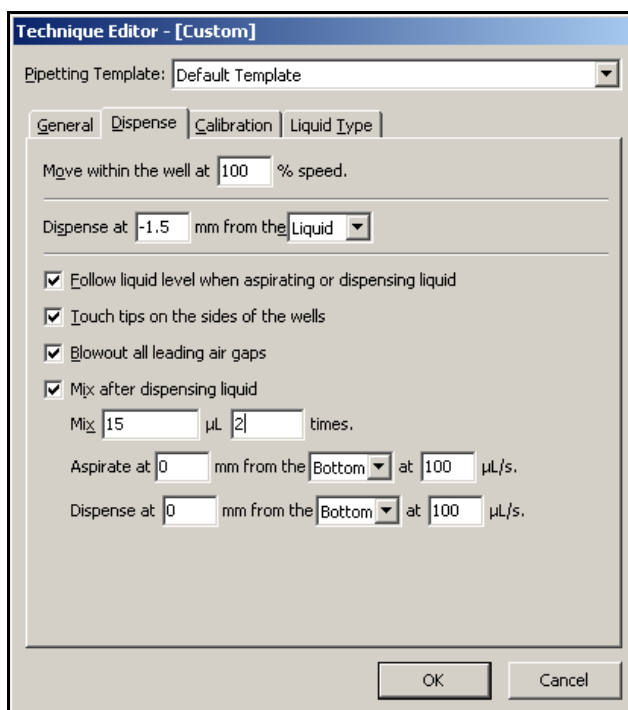 Technique Editor - [Custom]
Pipetting Template: Default Template
General Dispense Calibration Liquid Type
Move within the well at 100 % speed.
Dispense at -1.5 mm from the Liquid
Follow liquid level when aspirating or dispensing liquid
Touch tips on the sides of the wells
Blowout all leading air gaps
Mix after dispensing liquid
Mix 15 µL 2 times.
Aspirate at 0 mm from the Bottom at 100 µL/s.
Dispense at 0 mm from the Bottom at 100 µL/s.
OK Cancel